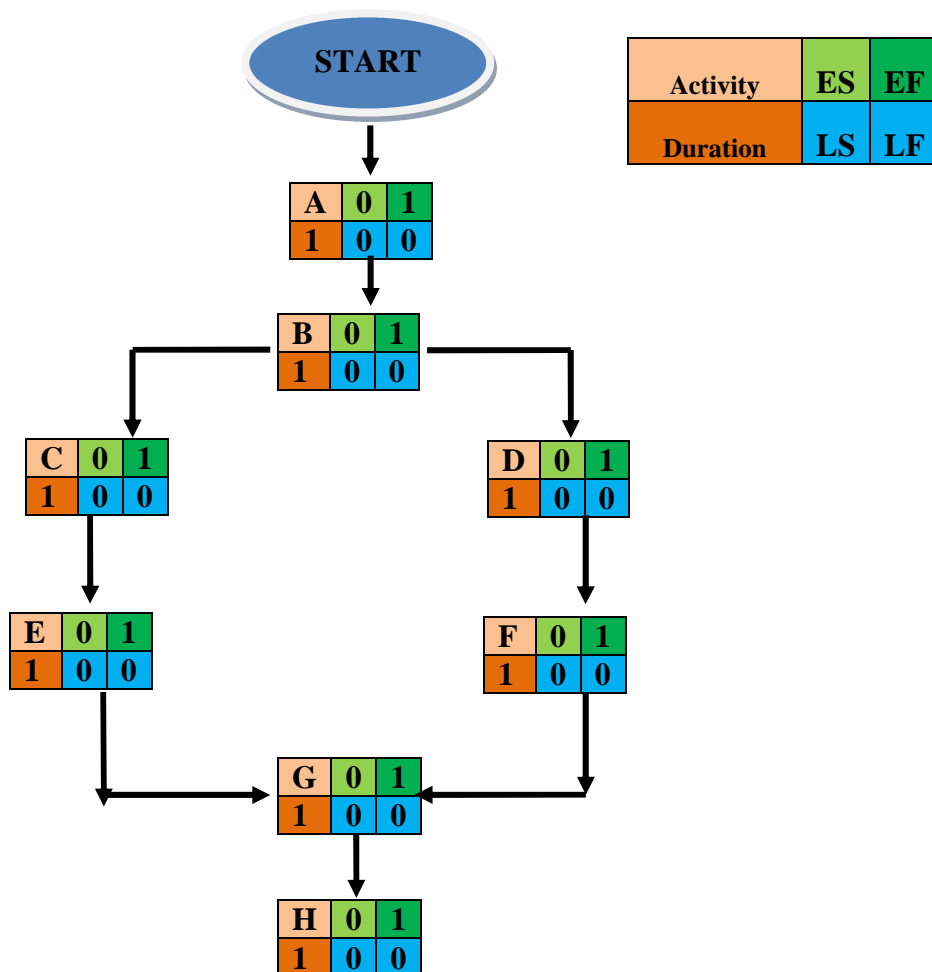 START
Activity ES EF
Duration LS LF
A 0 1
1 0 0
B 0 1
1 0 0
C 0 1
1 0 0
D 0 1
1 0 0
E 0 1
1 0 0
F 0 1
1 0 0
G 0 1
1 0 0
H 0 1
1 0 0